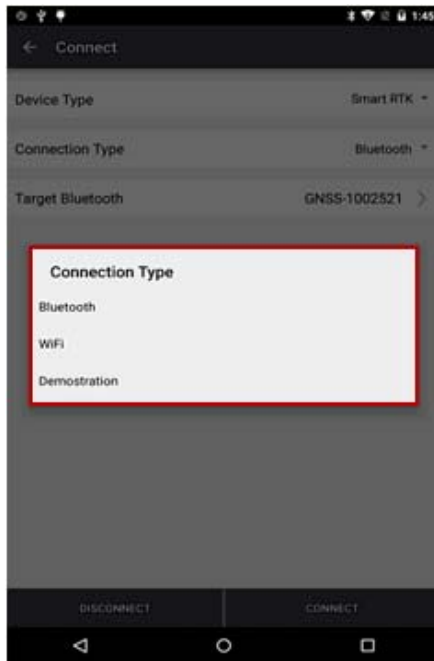 1:45
Connect
Device Type Smart RTK
Connection Type Bluetooth
Target Bluetooth GNSS-1002521
Connection Type
Bluetooth
WiFi
Demostration
DISCONNECT CONNECT